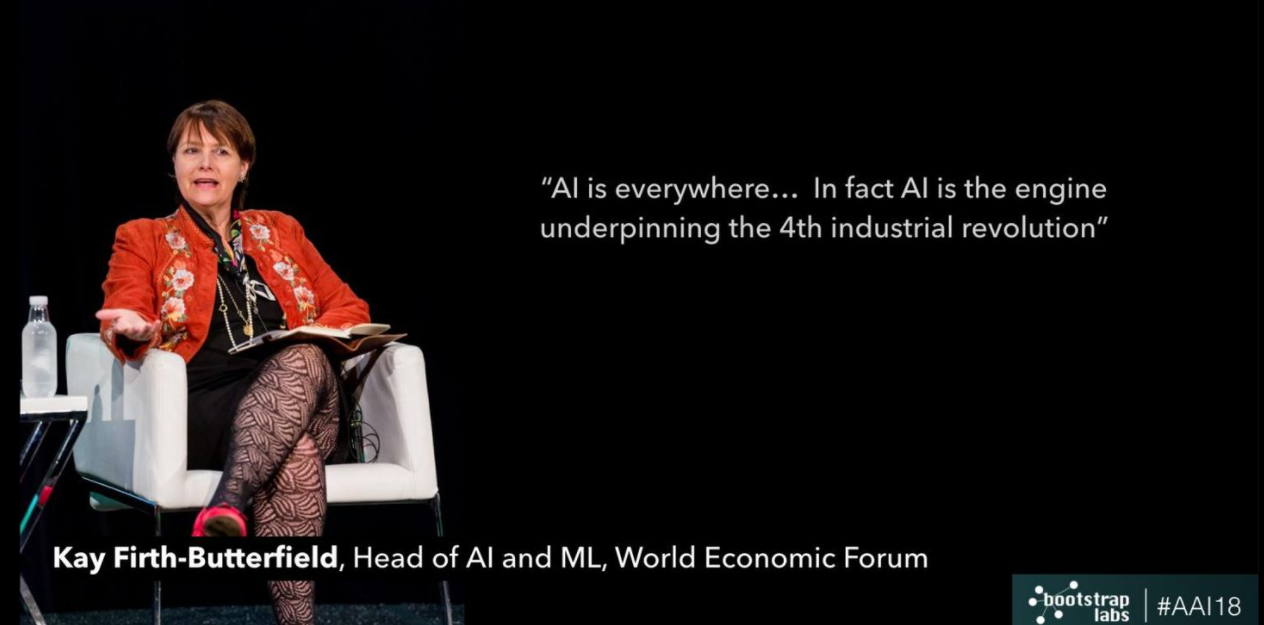 “AI is everywhere... In fact AI is the engine
underpinning the 4th industrial revolution”
Kay Firth-Butterfield, Head of AI and ML, World Economic Forum
bootstrap
labs
#AAI18